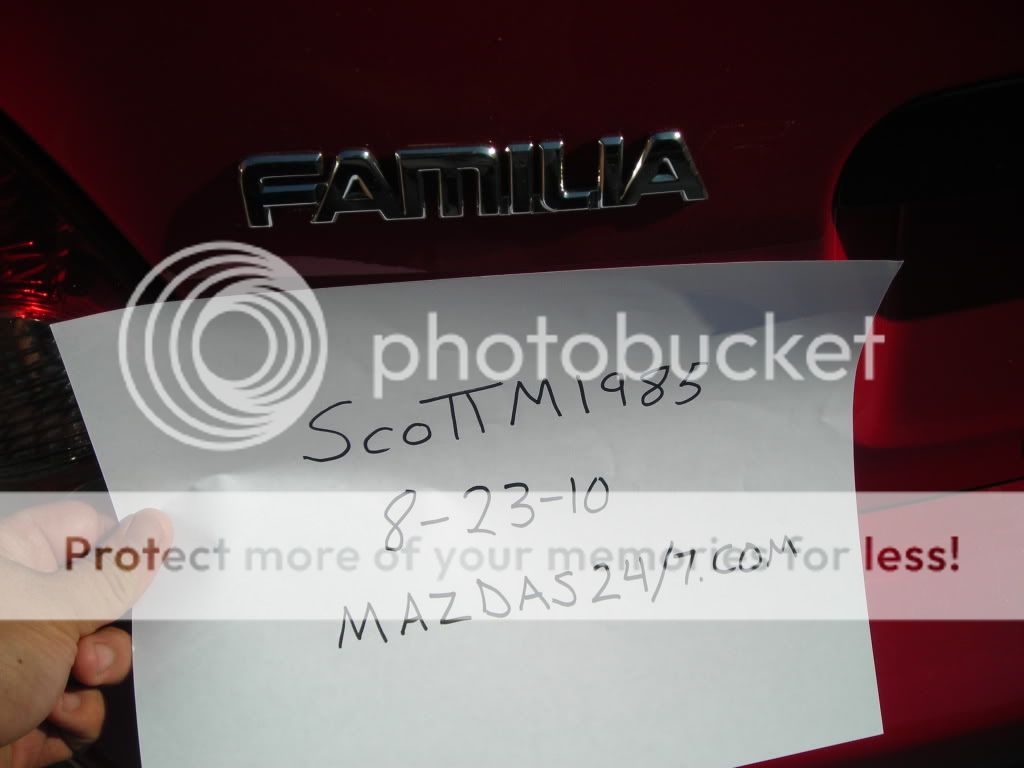 FAMILIA
photobucket
ScoTTM1985
8-23-10
Protect more of your memories for less!
MAZDAS24/7.COM